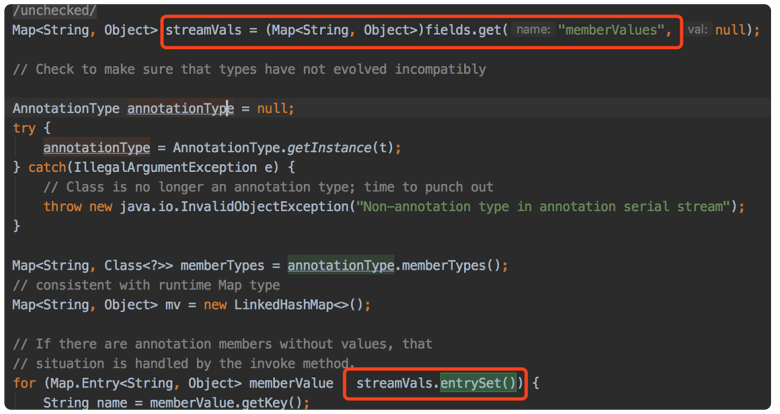 /unchecked/
Map<String, Object> streamVals = (Map<String, Object>)fields.get( name: "memberValues", val: null);
// Check to make sure that types have not evolved incompatibly
AnnotationType annotationType = null;
try {
annotationType = AnnotationType.getInstance(t);
} catch(IllegalArgumentException e) {
// Class is no longer an annotation type; time to punch out
throw new java.io.InvalidObjectException("Non-annotation type in annotation serial stream");
}
Map<String, Class<?>> memberTypes = annotationType.memberTypes();
// consistent with runtime Map type
Map<String, Object> mv = new LinkedHashMap<>();
// If there are annotation members without values, that
// situation is handled by the invoke method.
for (Map.Entry<String, Object> memberValue streamVals.entrySet()) {
String name = memberValue.getKey();